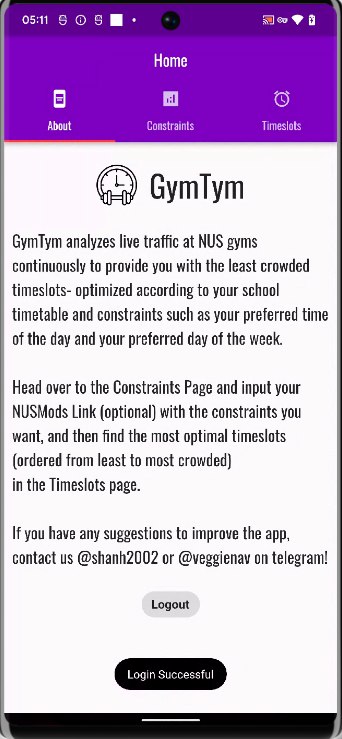 05:11
Home
About
Constraints
Timeslots
GymTym
GymTym analyzes live traffic at NUS gyms
continuously to provide you with the least crowded
timeslots- optimized according to your school
timetable and constraints such as your preferred time
of the day and your preferred day of the week.
Head over to the Constraints Page and input your
NUSMods Link (optional) with the constraints you
want, and then find the most optimal timeslots
(ordered from least to most crowded)
in the Timeslots page.
If you have any suggestions to improve the app,
contact us @shanh2002 or @veggienav on telegram!
Logout
Login Successful